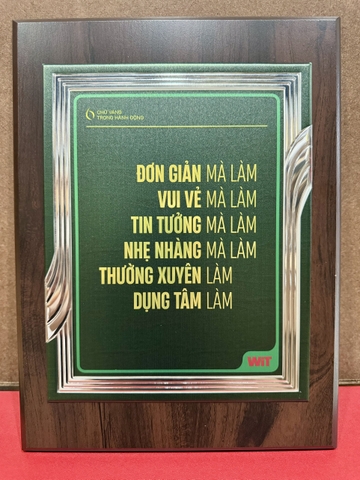 CHỮ VÀNG
TRONG HÀNH ĐỘNG
ĐƠN GIẢN MÀ LÀM
VUI VẺ MÀ LÀM
TIN TƯỞNG MÀ LÀM
NHẸ NHÀNG MÀ LÀM
THƯỜNG XUYÊN LÀM
DỤNG TÂM LÀM
WiT